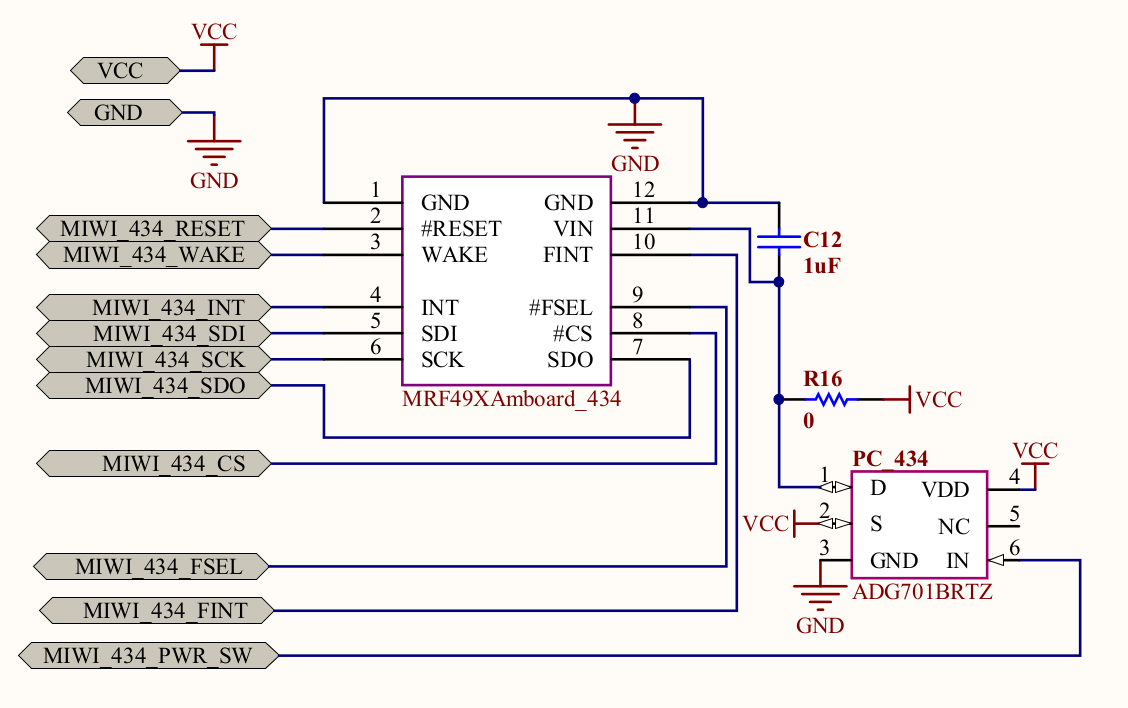 VCC
VCC
GND
GND
GND
1 GND GND 12
MIWI_434_RESET 2 #RESET VIN 11
MIWI_434_WAKE 3 WAKE FINT 10
C12
1uF
MIWI_434_INT 4 INT #FSEL 9
MIWI_434_SDI 5 SDI #CS 8
MIWI_434_SCK 6 SCK SDO 7
MIWI_434_SDO
MRF49XAmboard_434
R16
VCC
0
MIWI_434_CS
PC_434
VCC
1 D VDD 4
VCC 2 S NC 5
3 GND IN 6
ADG701BRTZ
GND
MIWI_434_FSEL
MIWI_434_FINT
MIWI_434_PWR_SW